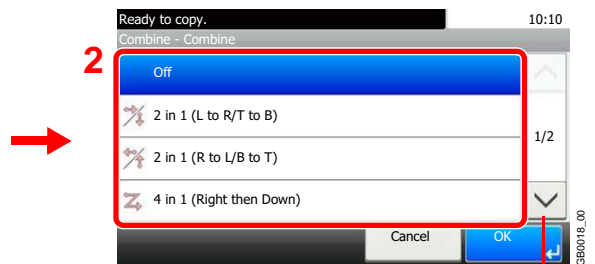 Ready to copy. 10:10
Combine - Combine
2
Off
2 in 1 (L to R/T to B)
2 in 1 (R to L/B to T)
1/2
4 in 1 (Right then Down)
Cancel OK
GB0018_00